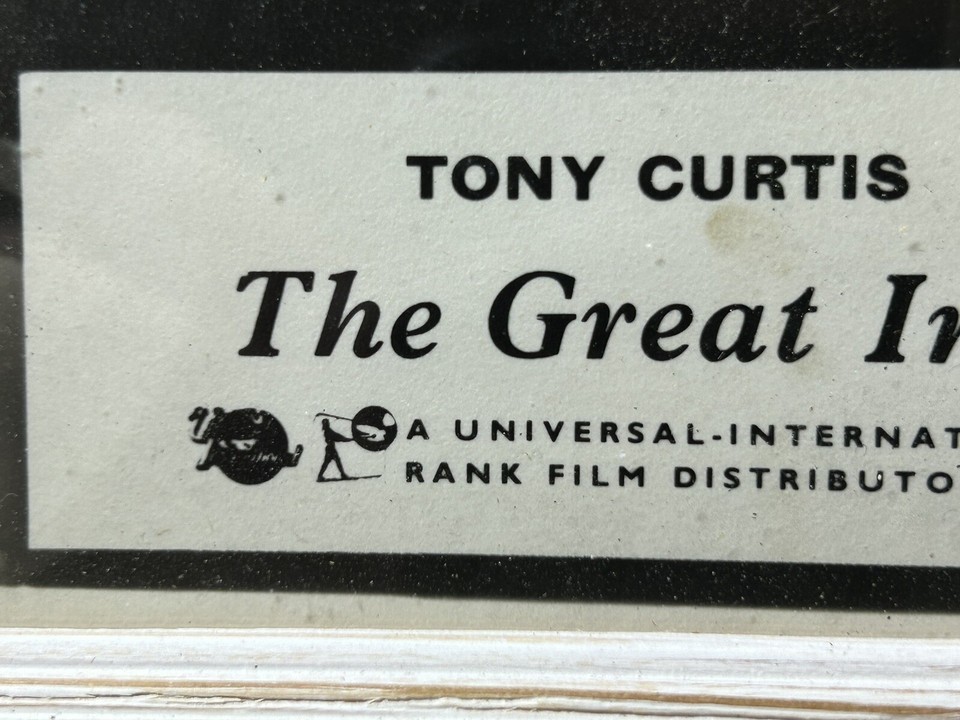 TONY CURTIS
The Great I
A UNIVERSAL-INTERNAT
RANK FILM DISTRIBUTO